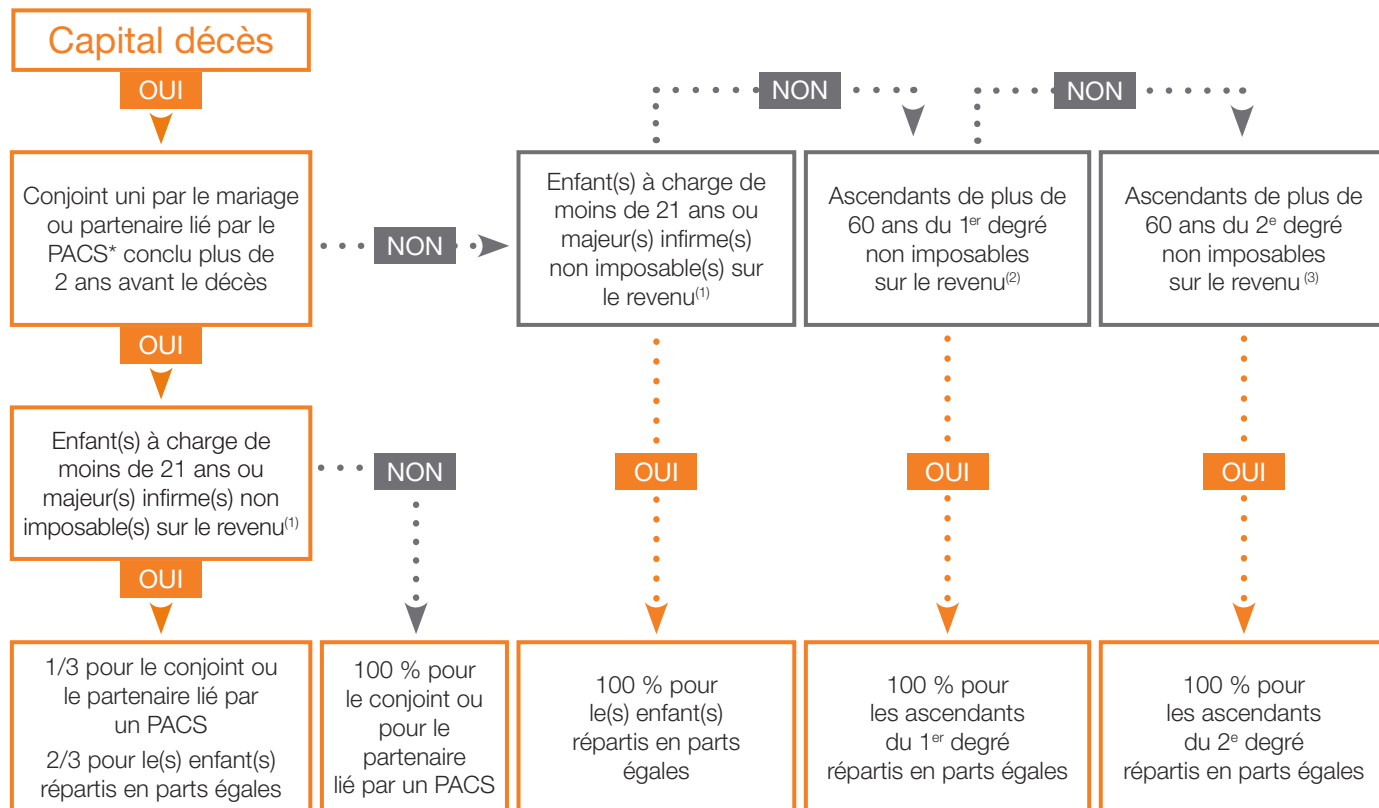 Capital décès
OUI
Conjoint uni par le mariage
ou partenaire lié par le
PACS* conclu plus de
2 ans avant le décès
NON
Enfant(s) à charge de
moins de 21 ans ou
majeur(s) infirme(s)
non imposable(s) sur
le revenu(1)
NON
Ascendants de plus de
60 ans du 1er degré
non imposables
sur le revenu(2)
NON
Ascendants de plus de
60 ans du 2e degré
non imposables
sur le revenu (3)
OUI
Enfant(s) à charge de
moins de 21 ans ou
majeur(s) infirme(s) non
imposable(s) sur le revenu(1)
NON
OUI
OUI
OUI
OUI
1/3 pour le conjoint ou
le partenaire lié par
un PACS
2/3 pour le(s) enfant(s)
répartis en parts égales
100 % pour
le conjoint ou
pour le
partenaire
lié par un PACS
100 % pour
le(s) enfant(s)
répartis en parts
égales
100 % pour
les ascendants
du 1er degré
répartis en parts égales
100 % pour
les ascendants
du 2e degré
répartis en parts égales